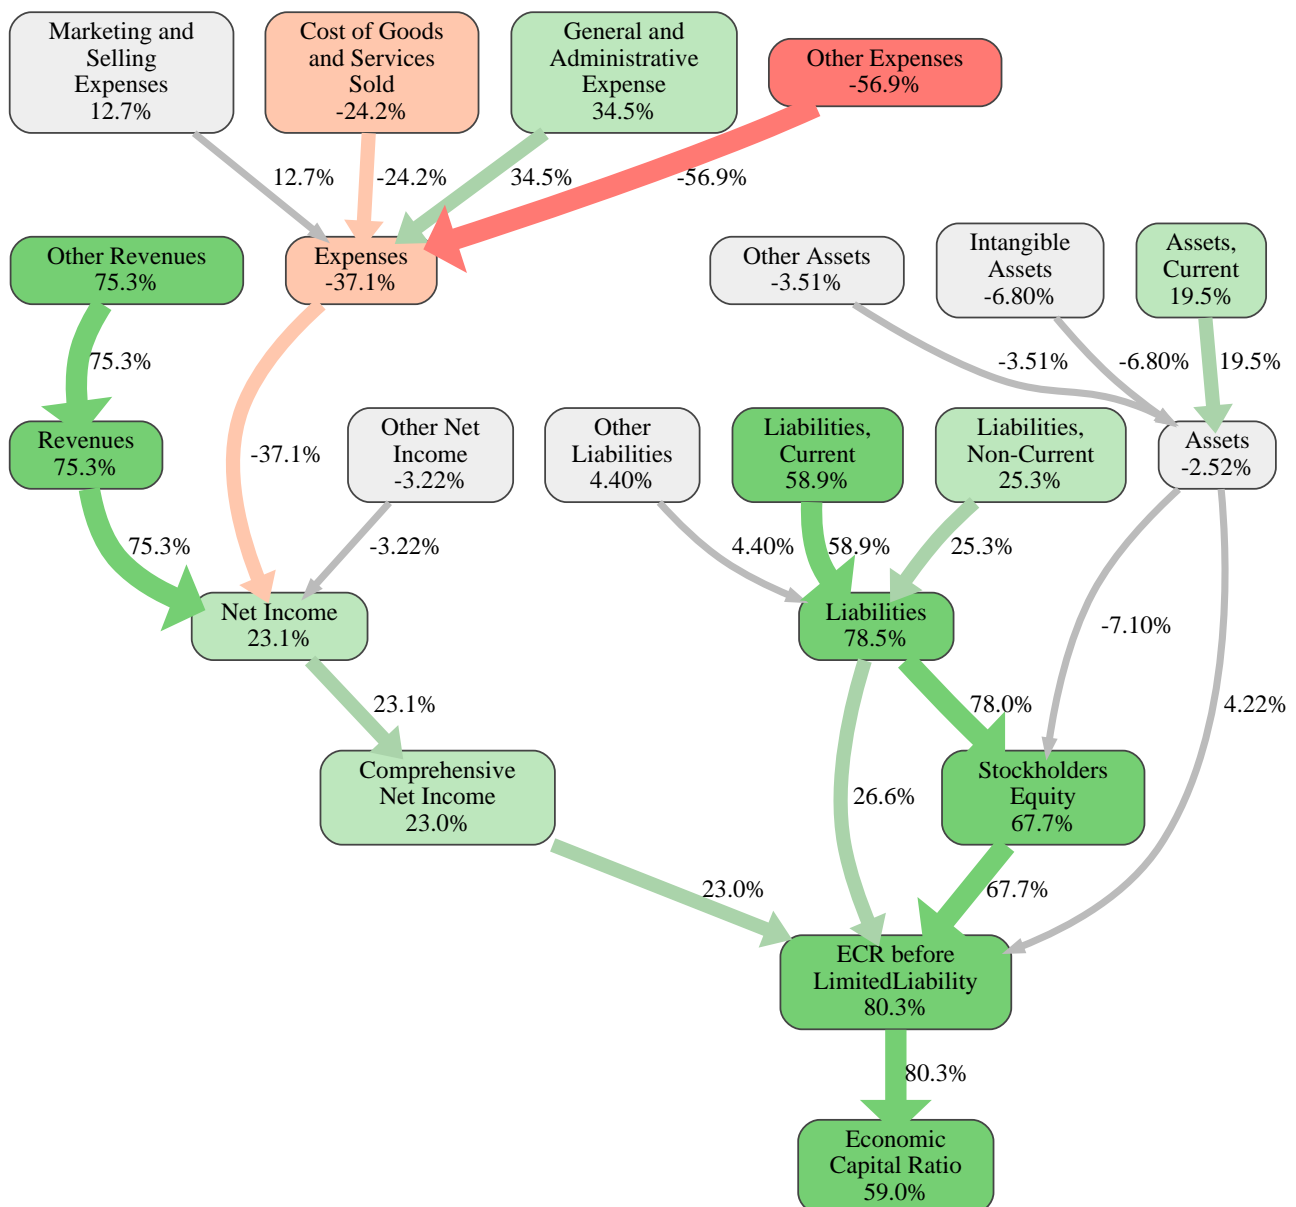 Marketing and
Selling
Expenses
12.7%
Cost of Goods
and Services
Sold
-24.2%
General and
Administrative
Expense
34.5%
Other Expenses
-56.9%
12.7%
-24.2%
34.5%
-56.9%
Other Revenues
75.3%
Expenses
-37.1%
Other Assets
-3.51%
Intangible
Assets
-6.80%
Assets,
Current
19.5%
75.3%
-3.51%
-6.80%
19.5%
Revenues
75.3%
-37.1%
Other Net
Income
-3.22%
Other
Liabilities
4.40%
Liabilities,
Current
58.9%
Liabilities,
Non-Current
25.3%
Assets
-2.52%
75.3%
-3.22%
4.40%
58.9%
25.3%
Net Income
23.1%
Liabilities
78.5%
-7.10%
23.1%
78.0%
4.22%
Comprehensive
Net Income
23.0%
26.6%
Stockholders
Equity
67.7%
23.0%
67.7%
ECR before
LimitedLiability
80.3%
80.3%
Economic
Capital Ratio
59.0%